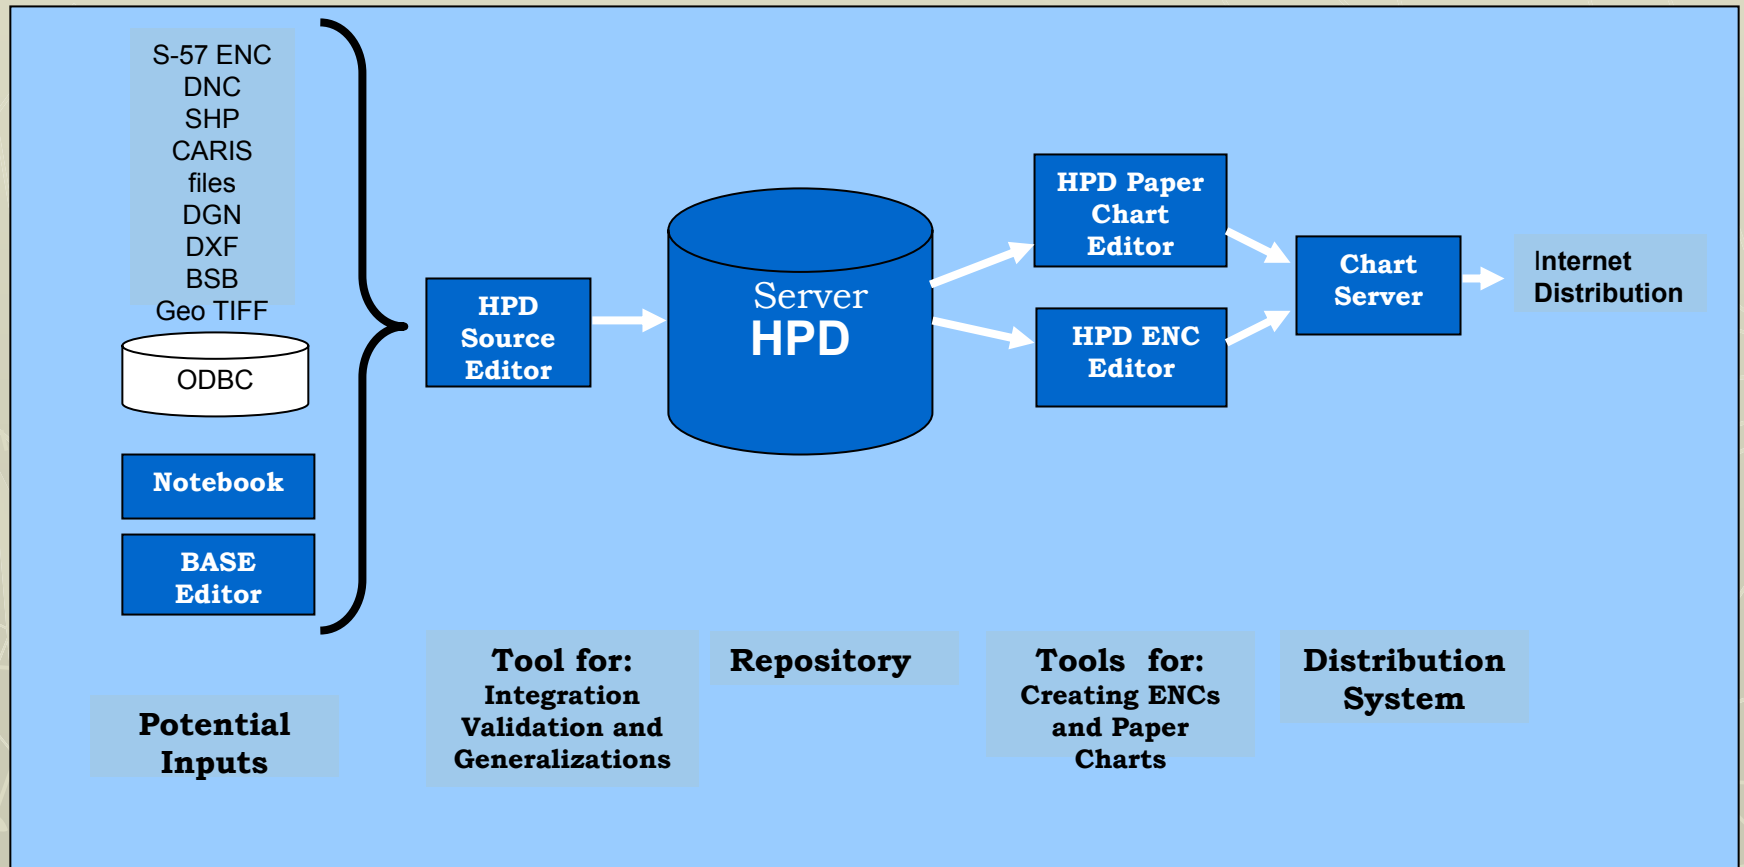 S-57 ENC
DNC
SHP
CARIS
files
DGN
DXF
BSB
Geo TIFF
ODBC
Notebook
BASE
Editor
HPD
Source
Editor
Server
HPD
HPD Paper
Chart
Editor
HPD ENC
Editor
Chart
Server
Internet
Distribution
Potential
Inputs
Tool for:
Integration
Validation and
Generalizations
Repository
Tools for:
Creating ENCs
and Paper
Charts
Distribution
System